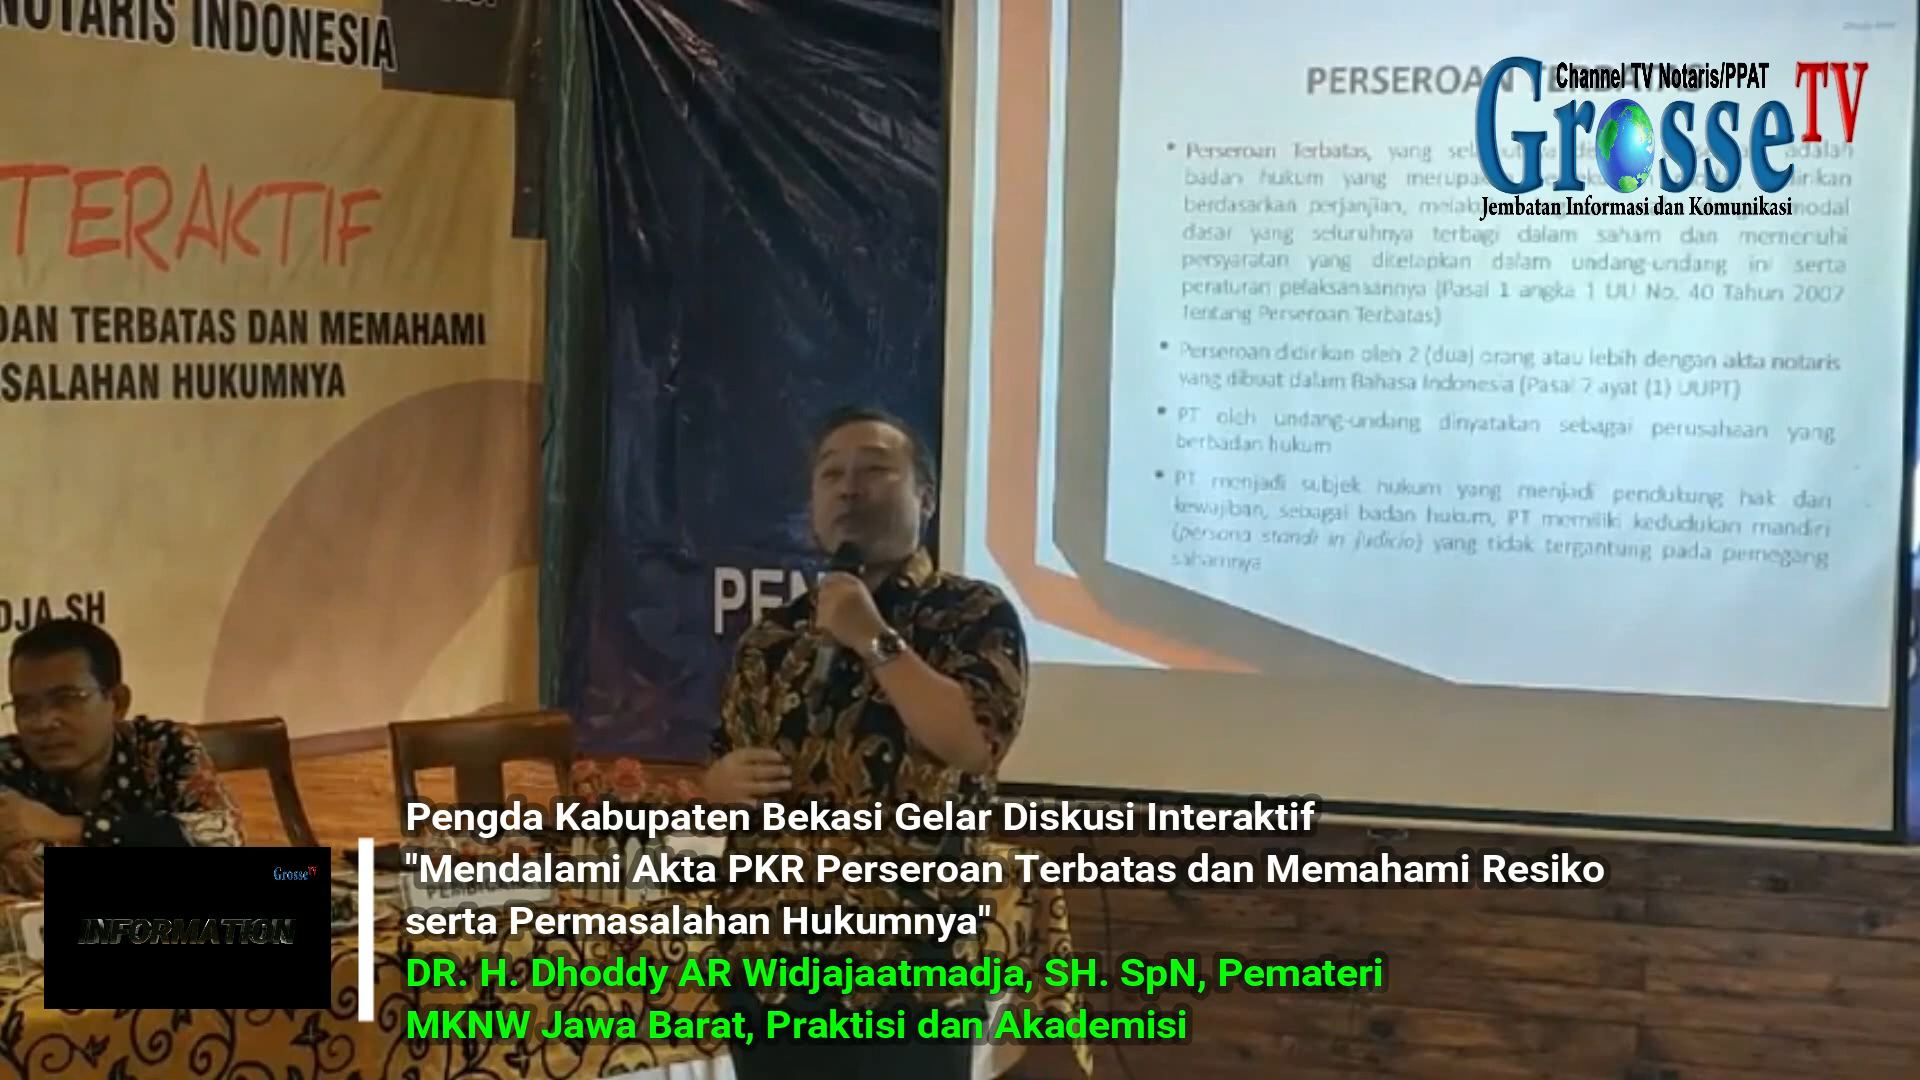 NOTARIS INDONESIA
TERAKTIF
OAN TERBATAS DAN MEMAHAMI
SALAHAN HUKUMNYA
DJA SH
PEN
PERSEROAN
• Perseroan Terbatas, yang adalah
badan hukum yang
berdasarkan perjanjian, modal
dasar yang seluruhnya terbagi dalam saham dan memenuhi
persyaratan yang ditetapkan dalam undang-undang ini serta
peraturan pelaksanaannya (Pasal 1 angka 1 UU No. 40 Tahun 2007
Tentang Perseroan Terbatas)
• Perseroan didirikan oleh 2 (dua) orang atau lebih dengan akta notaris
yang dibuat dalam Bahasa Indonesia (Pasal 7 ayat (1) UUPT)
• PT oleh undang-undang dinyatakan sebagai perusahaan yang
berbadan hukum
• PT menjadi subjek hukum yang menjadi pendukung hak dan
kewajiban, sebagai badan hukum, PT memiliki kedudukan mandiri
(persona standi in judicio) yang tidak tergantung pada pemegang
sahamnya
Channel TV Notaris/PPAT
Grosse TV
Jembatan Informasi dan Komunikasi
Grosse TV
INFORMATION
Pengda Kabupaten Bekasi Gelar Diskusi Interaktif
"Mendalami Akta PKR Perseroan Terbatas dan Memahami Resiko
serta Permasalahan Hukumnya"
DR. H. Dhoddy AR Widjajaatmadja, SH. SpN, Pemateri
MKNW Jawa Barat, Praktisi dan Akademisi